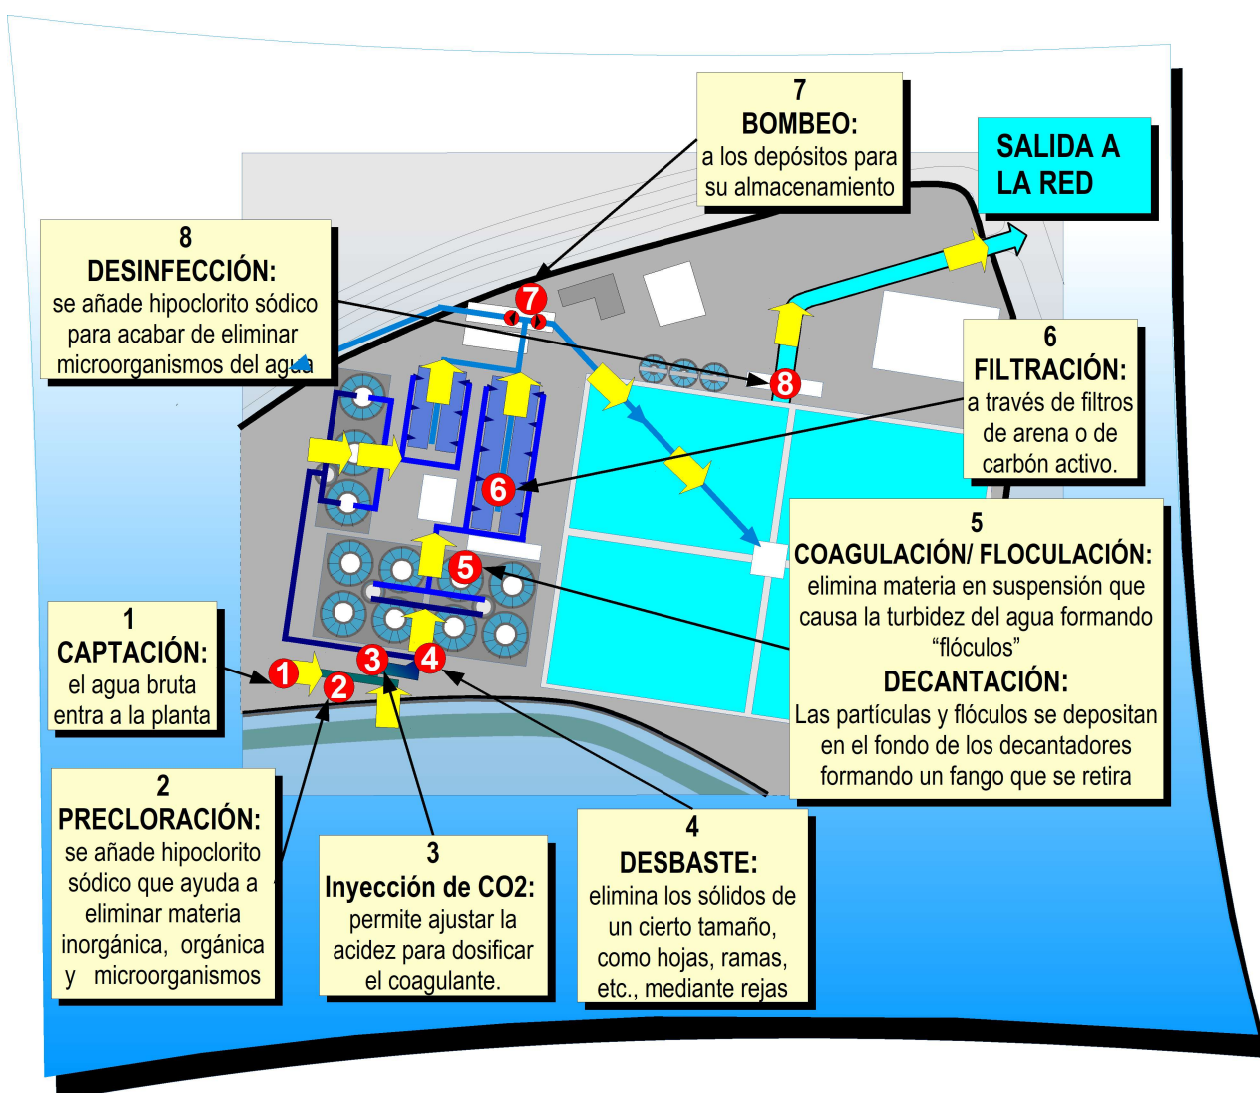 7
BOMBEO:
a los depósitos para
su almacenamiento
SALIDA A
LA RED
8
DESINFECCIÓN:
se añade hipoclorito sódico
para acabar de eliminar
microorganismos del agua
7
6
FILTRACIÓN:
a través de filtros
de arena o de
carbón activo.
8
6
5
5
COAGULACIÓN/ FLOCULACIÓN:
elimina materia en suspensión que
causa la turbidez del agua formando
“flóculos”
DECANTACIÓN:
Las partículas y flóculos se depositan
en el fondo de los decantadores
formando un fango que se retira
1
CAPTACIÓN:
el agua bruta
entra a la planta
1
2
3
4
2
PRECLORACIÓN:
se añade hipoclorito
sódico que ayuda a
eliminar materia
inorgánica, orgánica
y microorganismos
3
Inyección de CO2:
permite ajustar la
acidez para dosificar
el coagulante.
4
DESBASTE:
elimina los sólidos de
un cierto tamaño,
como hojas, ramas,
etc., mediante rejas